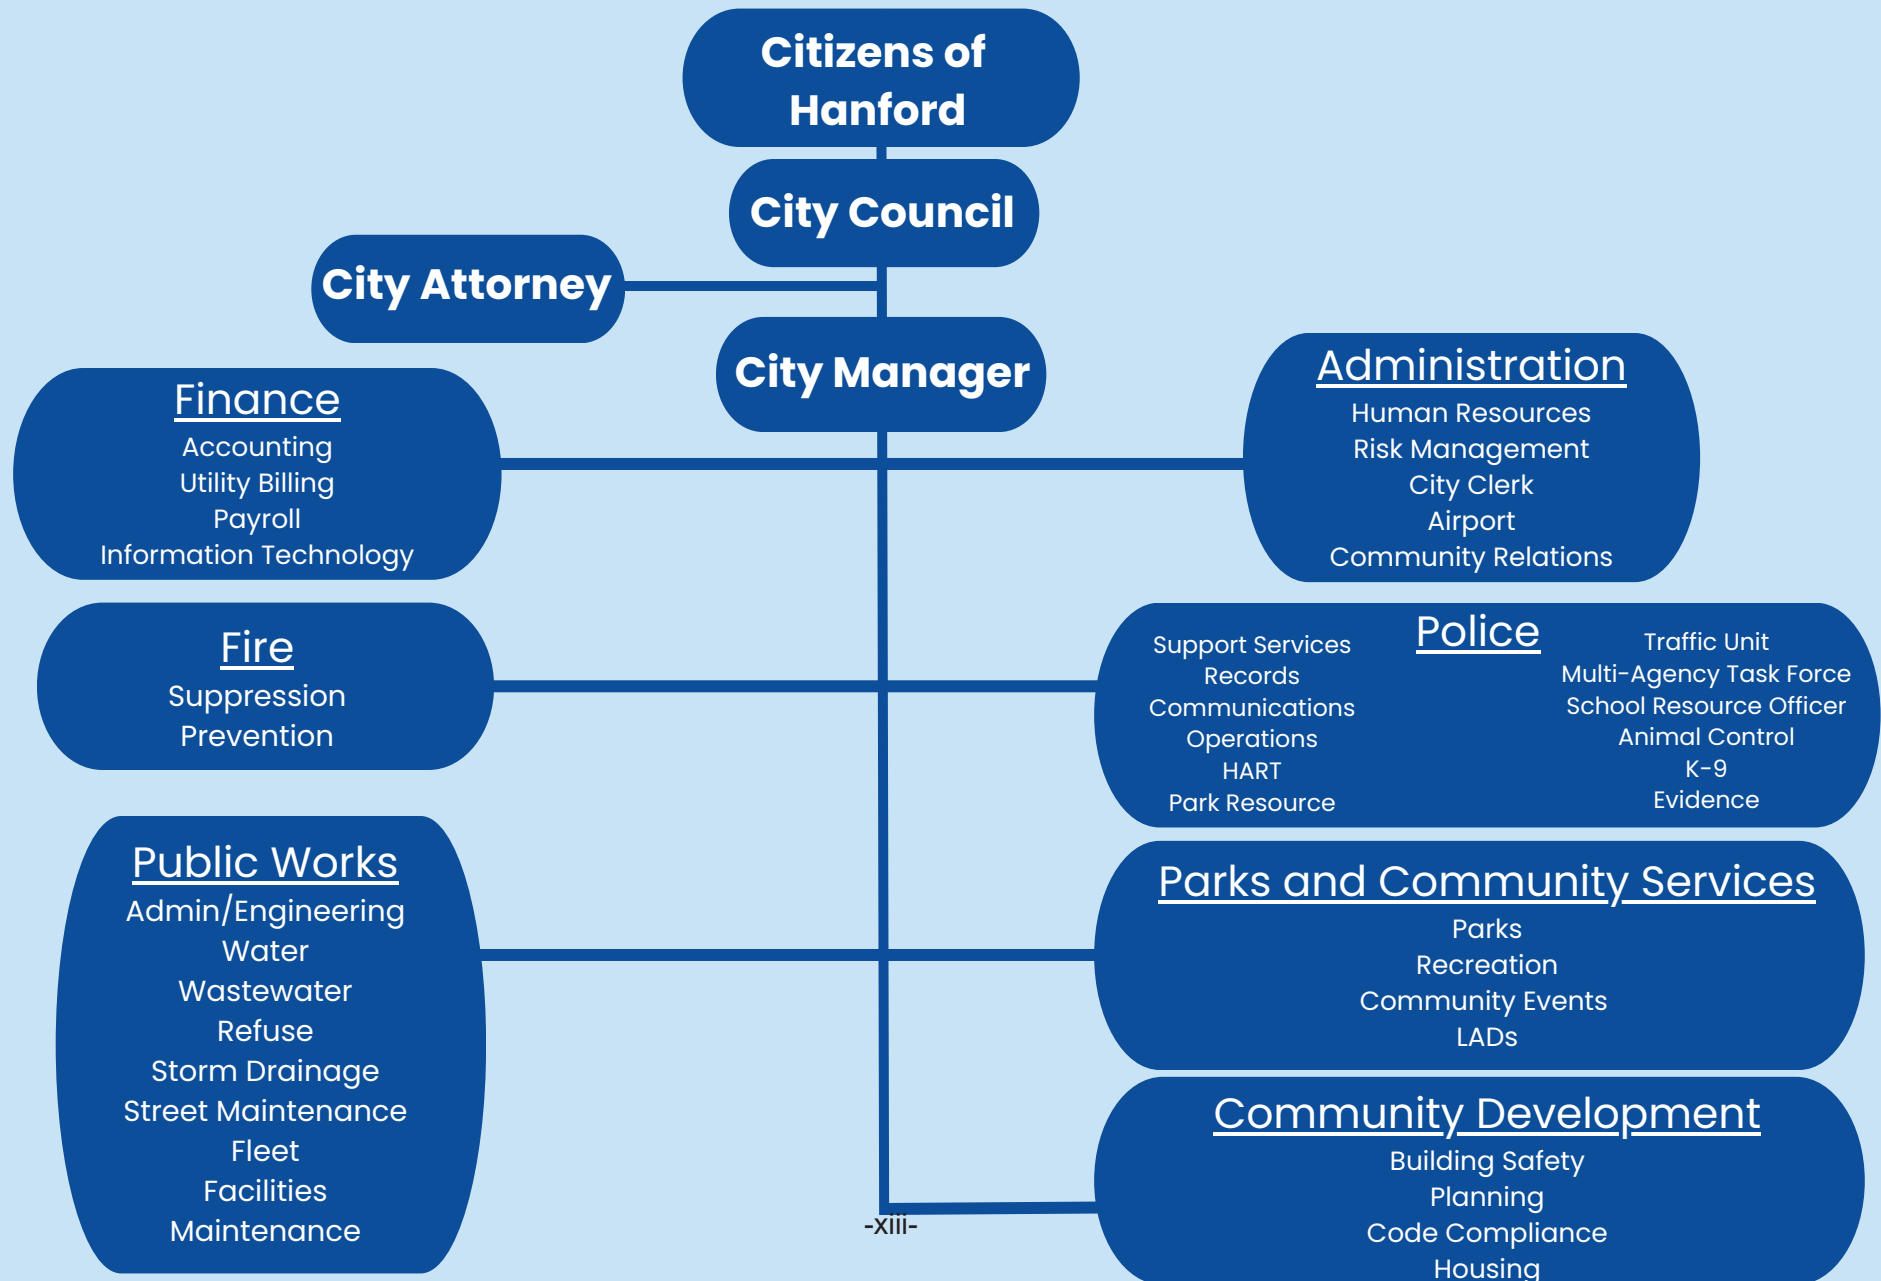 Citizens of
Hanford
City Council
City Attorney
City Manager
Finance
Accounting
Utility Billing
Payroll
Information Technology
Administration
Human Resources
Risk Management
City Clerk
Airport
Community Relations
Fire
Suppression
Prevention
Police
Support Services
Records
Communications
Operations
HART
Park Resource
Traffic Unit
Multi-Agency Task Force
School Resource Officer
Animal Control
K-9
Evidence
Public Works
Admin/Engineering
Water
Wastewater
Refuse
Storm Drainage
Street Maintenance
Fleet
Facilities
Maintenance
Parks and Community Services
Parks
Recreation
Community Events
LADs
Community Development
Building Safety
Planning
Code Compliance
Housing
-xiii-